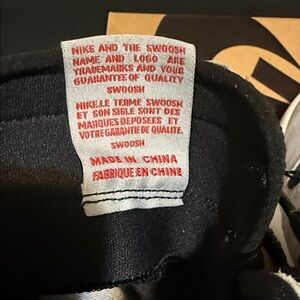 NIKE AND THE SWOOSH
NAME AND LOGO ARE
TRADEMARKS AND YOUR
GUARANTEE OF QUALITY
SWOOSH
NIKE,LE TERME SWOOSH
ET SON SIGLE SONT DES
MARQUES DEPOSÉES ET
VOTRE GARANTIE DE QUALITE.
SWOOSH
MADE IN CHINA
FABRIQUE EN CHINE